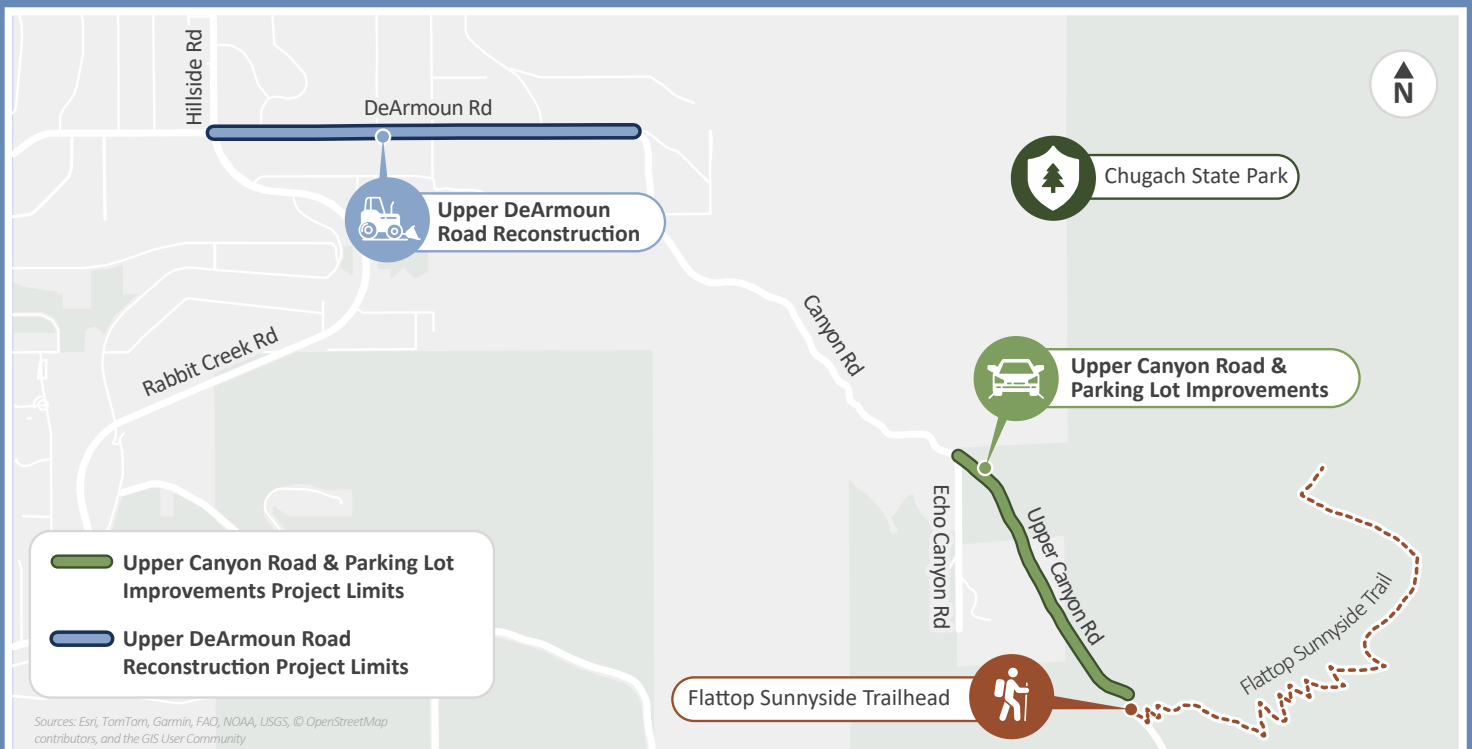 Hillside Rd
DeArmoun Rd
N
Chugach State Park
Upper DeArmoun
Road Reconstruction
Canyon Rd
Rabbit Creek Rd
Upper Canyon Road &
Parking Lot Improvements
Echo Canyon Rd
Upper Canyon Rd
Flattop Sunnyside Trail
Upper Canyon Road & Parking Lot
Improvements Project Limits
Upper DeArmoun Road
Reconstruction Project Limits
Flattop Sunnyside Trailhead
Sources: Esri, TomTom, Garmin, FAO, NOAA, USGS, © OpenStreetMap
contributors, and the GIS User Community